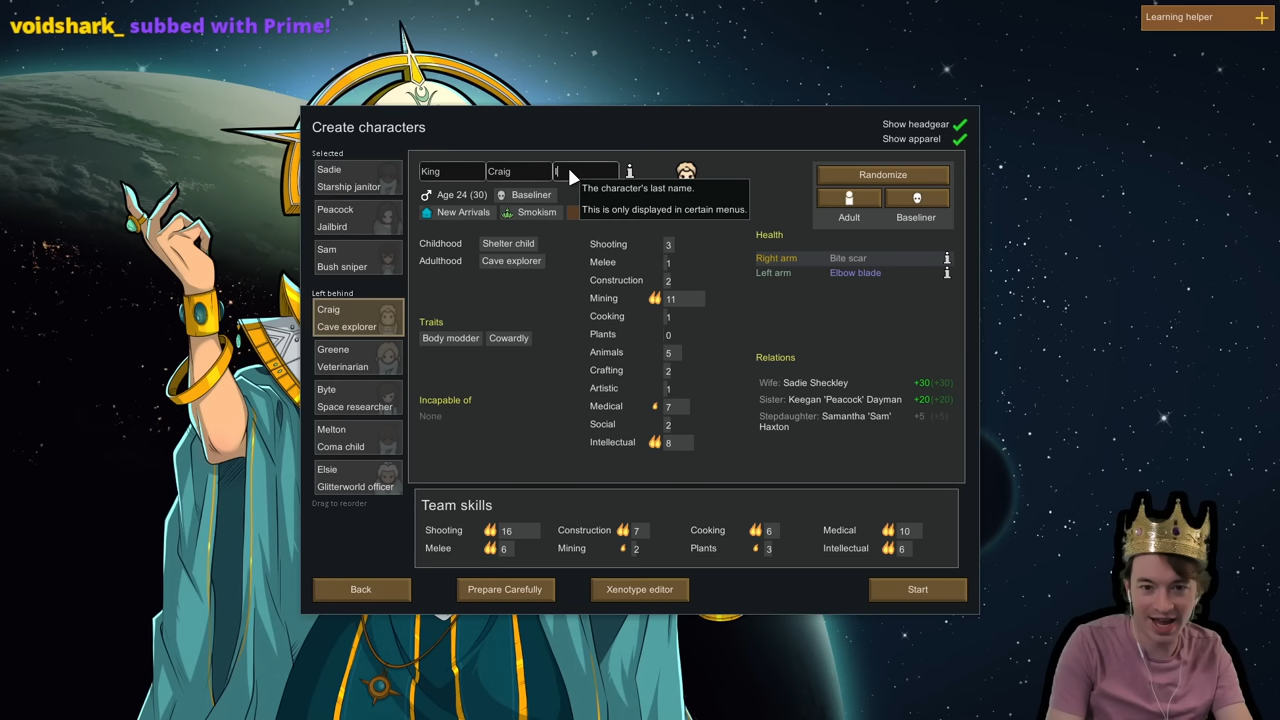 voidshark_ subbed with Prime!
Learning helper
Create characters
Show headgear
Show apparel
Selected
Sadie
Starship janitor
Peacock
Jailbird
Sam
Bush sniper
Left behind
Craig
Cave explorer
Greene
Veterinarian
Byte
Space researcher
Melton
Coma child
Elsie
Glitterworld officer
Drag to reorder
King Craig
The character's last name.
This is only displayed in certain menus.
Age 24 (30) Baseliner
New Arrivals Smokism
Childhood Shelter child
Adulthood Cave explorer
Traits
Body modder Cowardly
Incapable of
None
Shooting 3
Melee 1
Construction 2
Mining 11
Cooking 1
Plants 0
Animals 5
Crafting 2
Artistic 1
Medical 7
Social 2
Intellectual 8
Randomize
Adult Baseliner
Health
Right arm Bite scar
Left arm Elbow blade
Relations
Wife: Sadie Sheckley +30 (+30)
Sister: Keegan 'Peacock' Dayman +20 (+20)
Stepdaughter: Samantha 'Sam' +5 (+5)
Haxton
Team skills
Shooting 16 Construction 7 Cooking 6 Medical 10
Melee 6 Mining 2 Plants 3 Intellectual 6
Back Prepare Carefully Xenotype editor Start